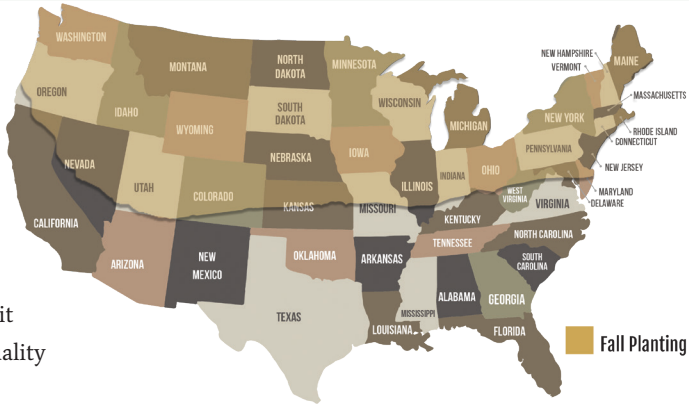 NEW HAMPSHIRE
VERMONT
MAINE
WASHINGTON
MONTANA
NORTH
DAKOTA
MINNESOTA
OREGON
IDAHO
SOUTH
DAKOTA
WISCONSIN
MICHIGAN
NEW YORK
MASSACHUSETTS
RHODE ISLAND
CONNECTICUT
WYOMING
NEBRASKA
IOWA
PENNSYLVANIA
NEW JERSEY
NEVADA
UTAH
COLORADO
KANSAS
MISSOURI
ILLINOIS
INDIANA
OHIO
WEST
VIRGINIA
VIRGINIA
MARYLAND
DELAWARE
CALIFORNIA
KENTUCKY
NORTH CAROLINA
TENNESSEE
ARIZONA
NEW
MEXICO
OKLAHOMA
ARKANSAS
SOUTH
CAROLINA
TEXAS
MISSISSIPPI
ALABAMA
GEORGIA
LOUISIANA
FLORIDA
it
ality
Fall Planting